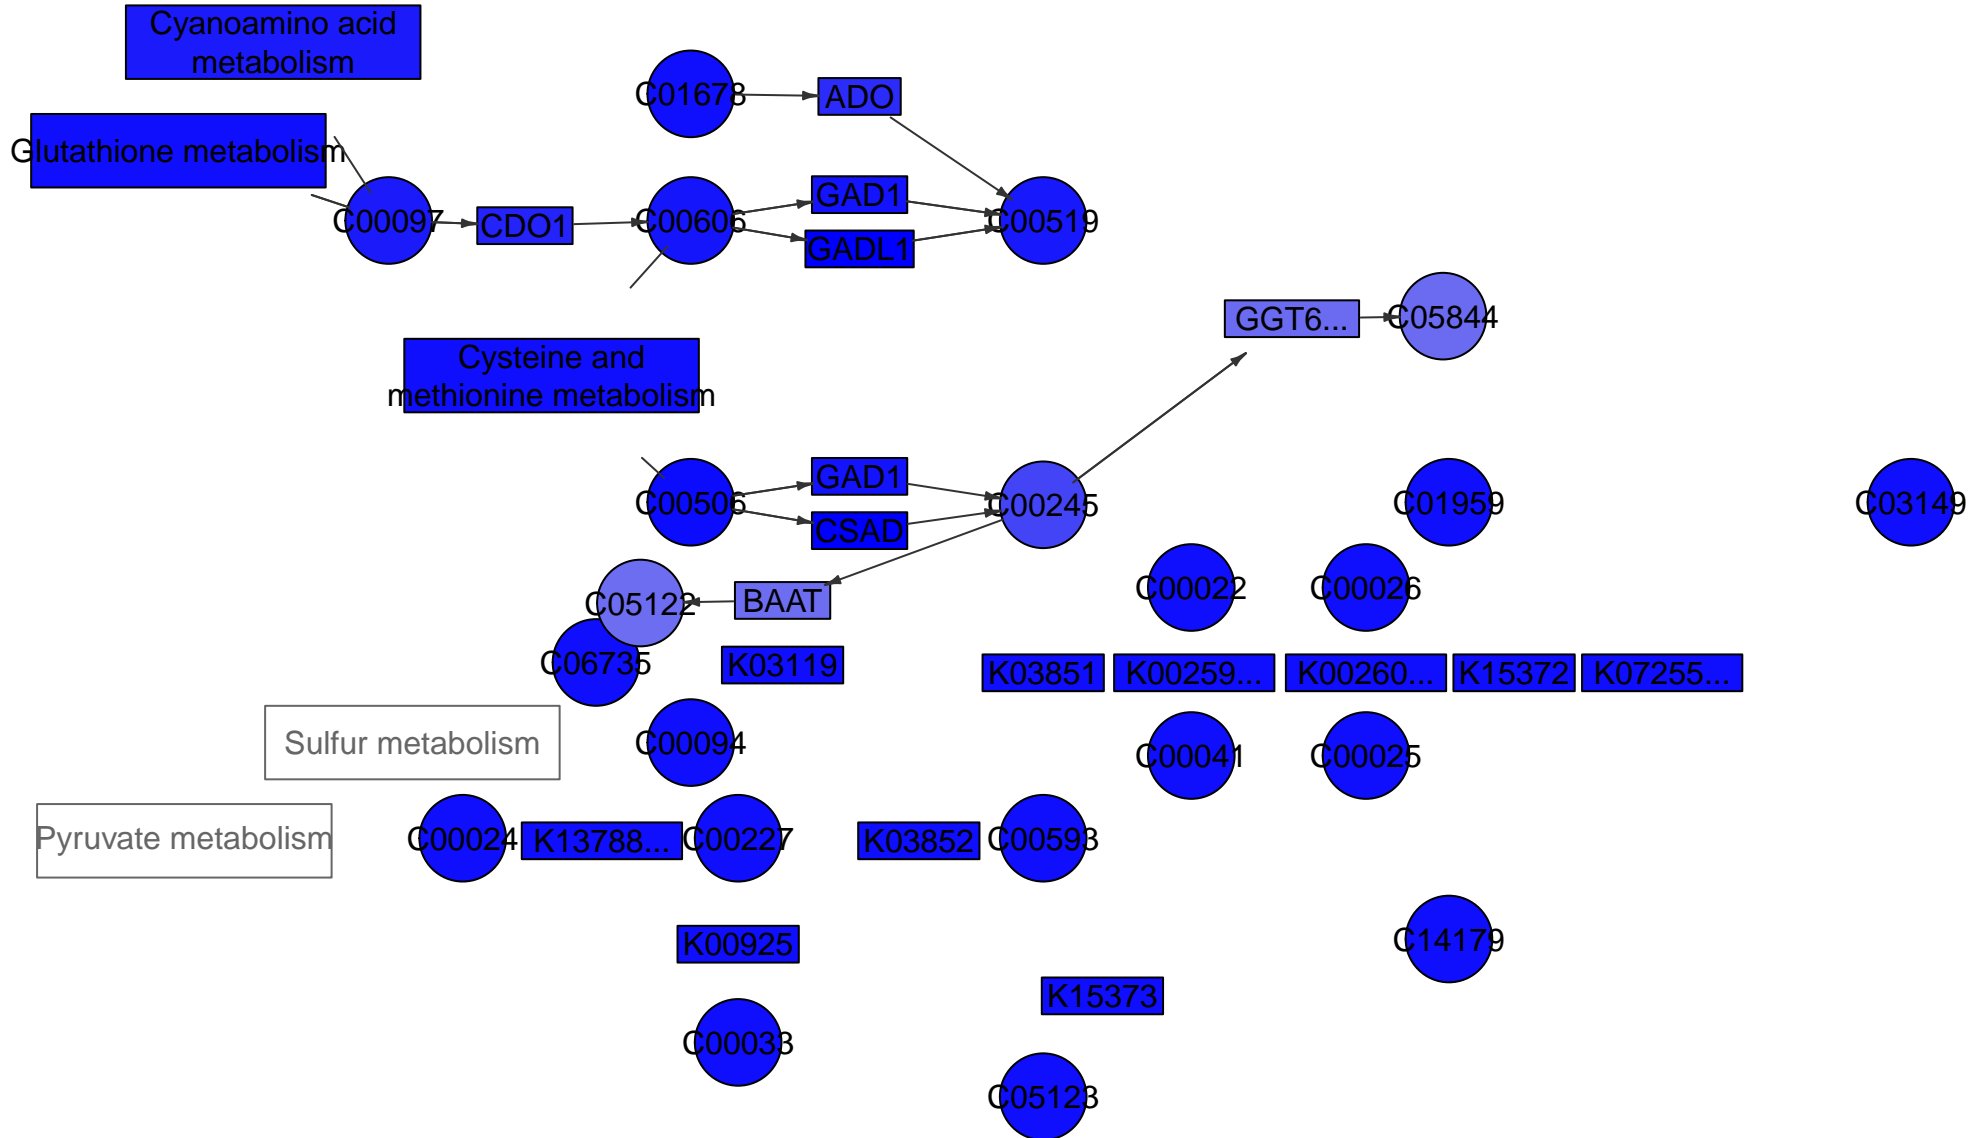 Cyanoamino acid
metabolism
C01678
ADO
Glutathione metabolism
C00097
CDO1
C00606
GAD1
GADL1
C00519
GGT6...
C05844
Cysteine and
methionine metabolism
C00506
GAD1
CSAD
C00245
C01959
C03149
C05122
BAAT
C00022
C00026
C06735
K03119
K03851
K00259...
K00260...
K15372
K07255...
Sulfur metabolism
C00094
C00041
C00025
Pyruvate metabolism
C00024
K13788...
C00227
K03852
C00593
K00925
C14179
K15373
C00033
C05123